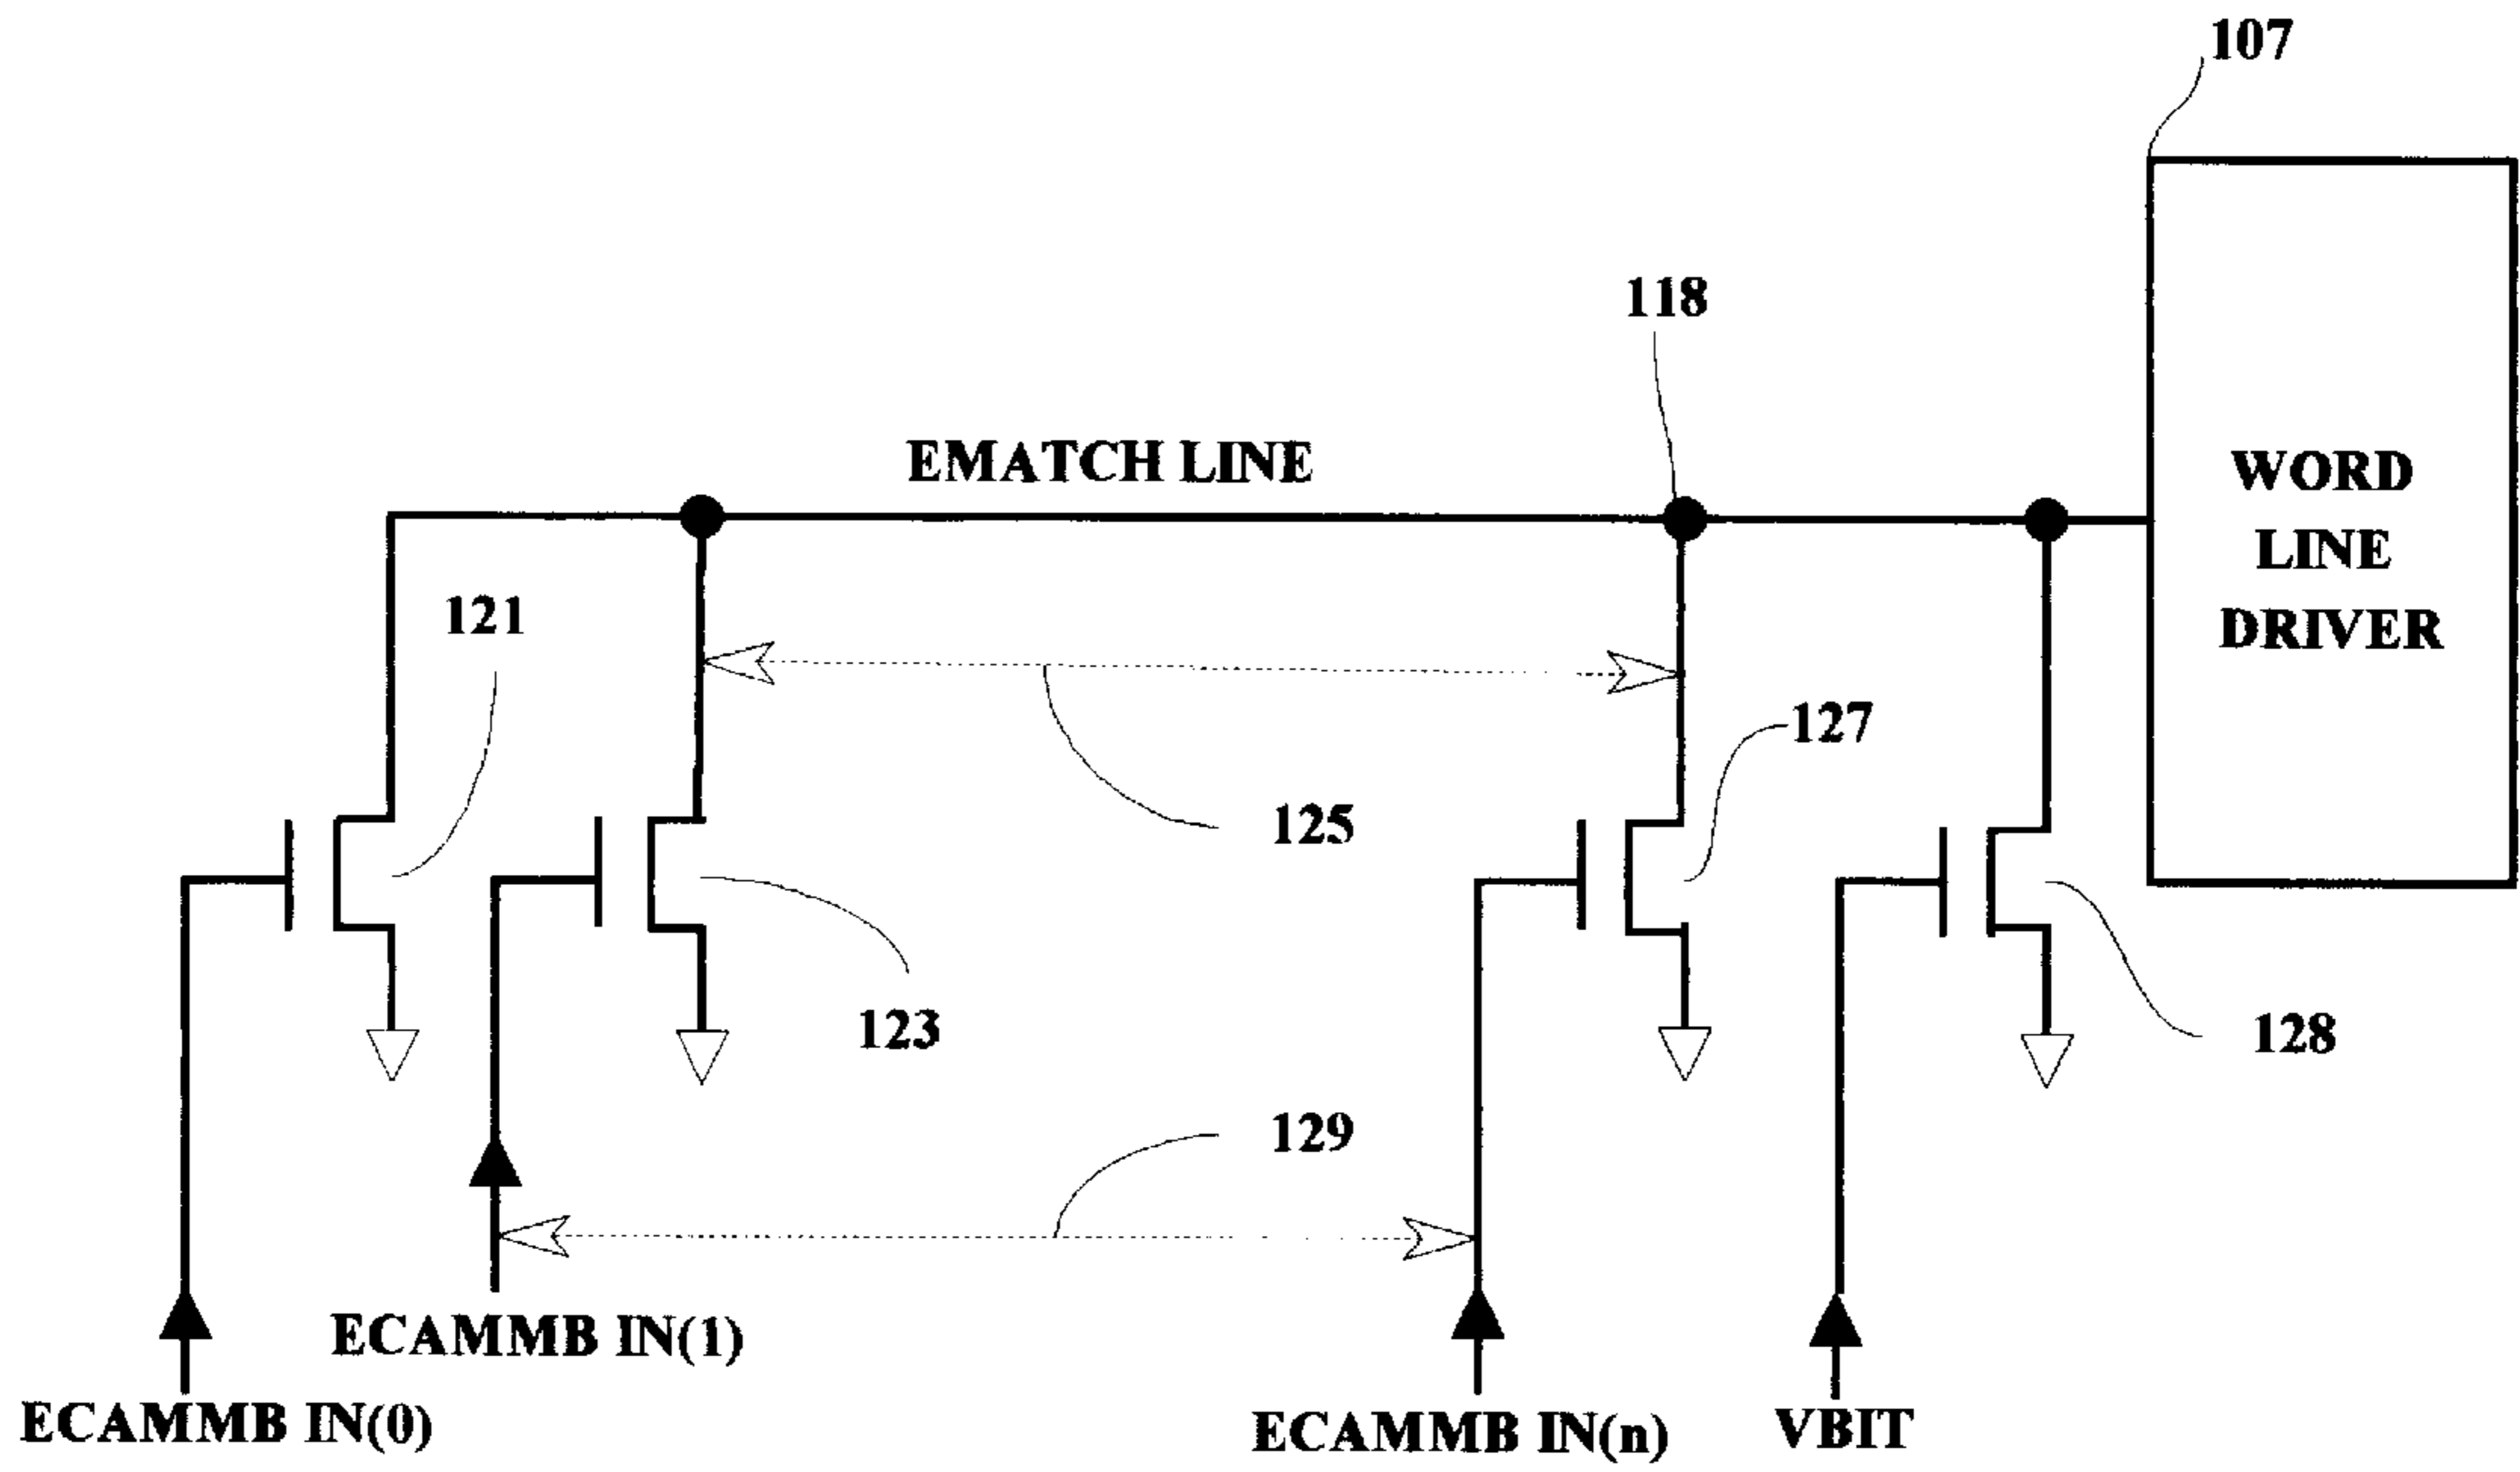 107
118
EMATCH LINE
WORD
LINE
DRIVER
121
127
125
123
128
129
ECAMMB IN(1)
ECAMMB IN(0)
ECAMMB IN(n)
VBIT